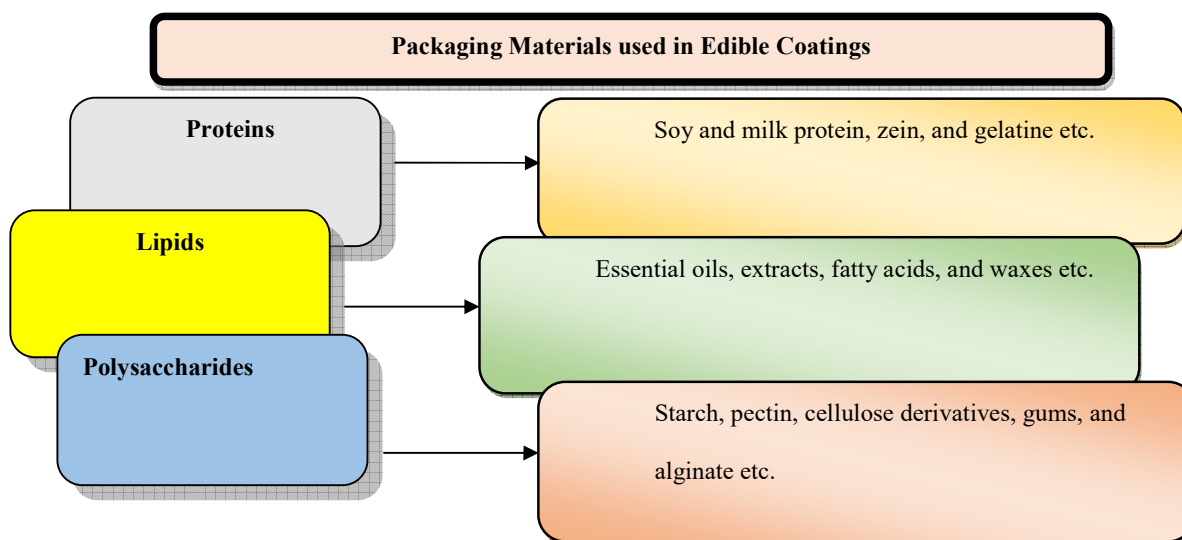 Packaging Materials used in Edible Coatings
Proteins
Soy and milk protein, zein, and gelatine etc.
Lipids
Essential oils, extracts, fatty acids, and waxes etc.
Polysaccharides
Starch, pectin, cellulose derivatives, gums, and
alginate etc.